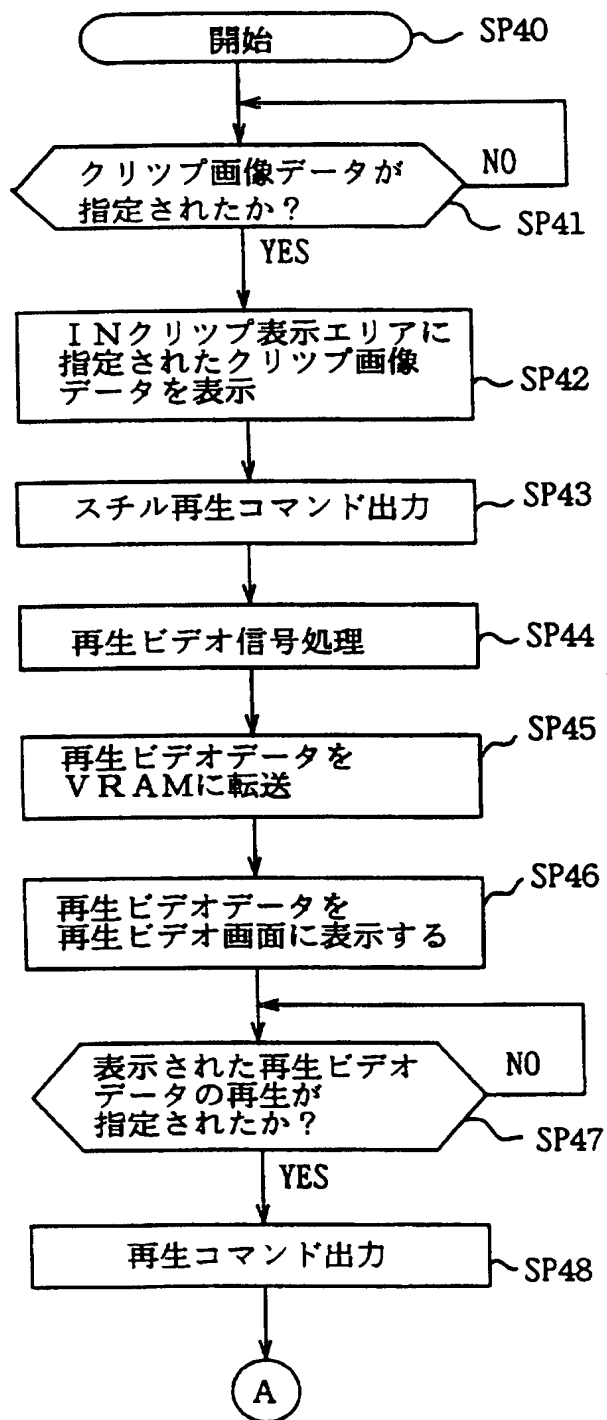 開始
SP40
クリツプ画像データが
指定されたか？
NO
SP41
YES
ＩＮクリツプ表示エリアに
指定されたクリツプ画像
データを表示
SP42
スチル再生コマンド出力
SP43
再生ビデオ信号処理
SP44
再生ビデオデータを
ＶＲＡＭに転送
SP45
再生ビデオデータを
再生ビデオ画面に表示する
SP46
表示された再生ビデオ
データの再生が
指定されたか？
NO
SP47
YES
再生コマンド出力
SP48
A